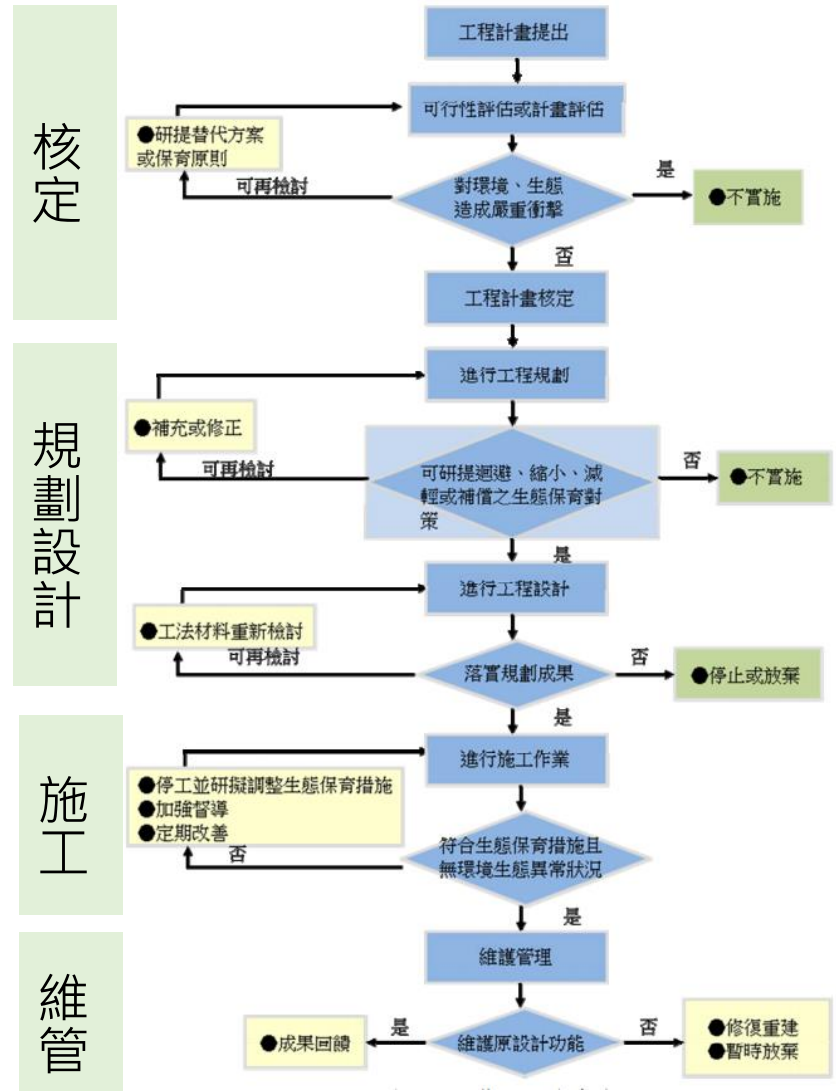 核定
工程計畫提出
可行性評估或計畫評估
●研提替代方案
或保育原則
可再檢討
對環境、生態
造成嚴重衝擊
是
●不實施
否
工程計畫核定
規劃設計
進行工程規劃
●補充或修正
可再檢討
可研提迴避、縮小、減
輕或補償之生態保育對
策
否
●不實施
是
進行工程設計
●工法材料重新檢討
可再檢討
落實規劃成果
否
●停止或放棄
是
施工
進行施工作業
●停工並研擬調整生態保育措施
●加強督導
●定期改善
否
符合生態保育措施且
無環境生態異常狀況
是
維管
維護管理
●成果回饋
是
維護原設計功能
否
●修復重建
●暫時放棄